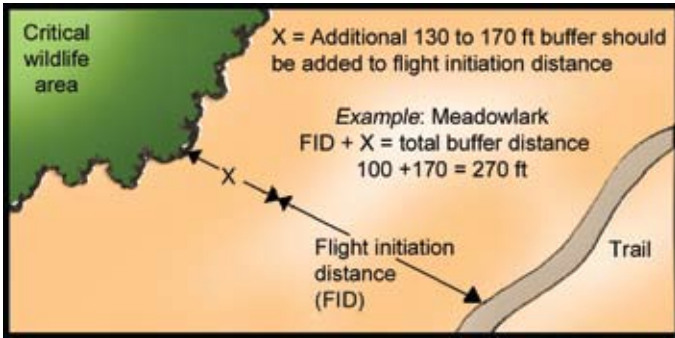 Critical
wildlife
area
X = Additional 130 to 170 ft buffer should
be added to flight initiation distance
Example: Meadowlark
FID + X = total buffer distance
100 +170 = 270 ft
X
Flight initiation
distance
(FID)
Trail